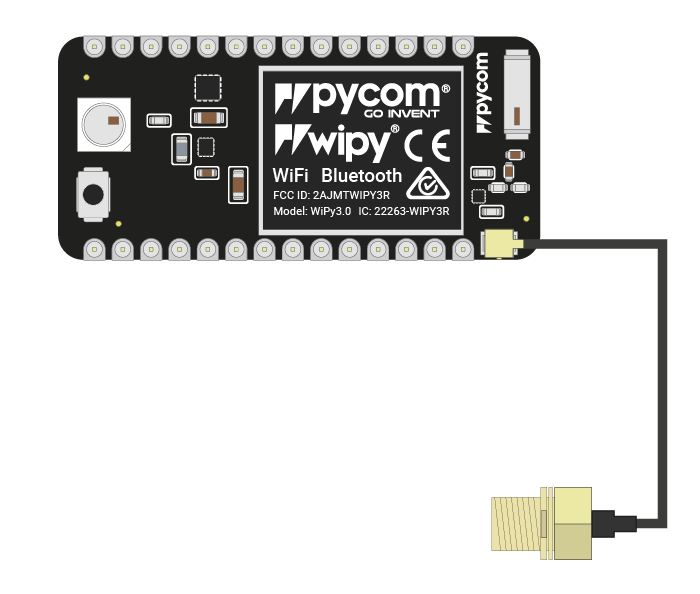 pycom®
GO INVENT
wipy® CE
WiFi Bluetooth
FCC ID: 2AJMTWIPY3R
Model: WiPy3.0 IC: 22263-WIPY3R
pycom